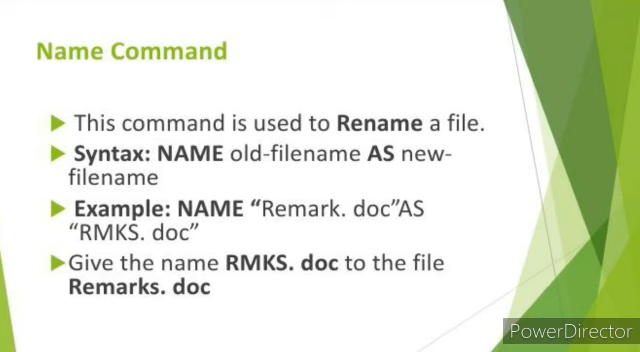 Name Command
This command is used to Rename a file.
Syntax: NAME old-filename AS new-
filename
Example: NAME “Remark. doc”AS
“RMKS. doc”
Give the name RMKS. doc to the file
Remarks. doc
PowerDirector